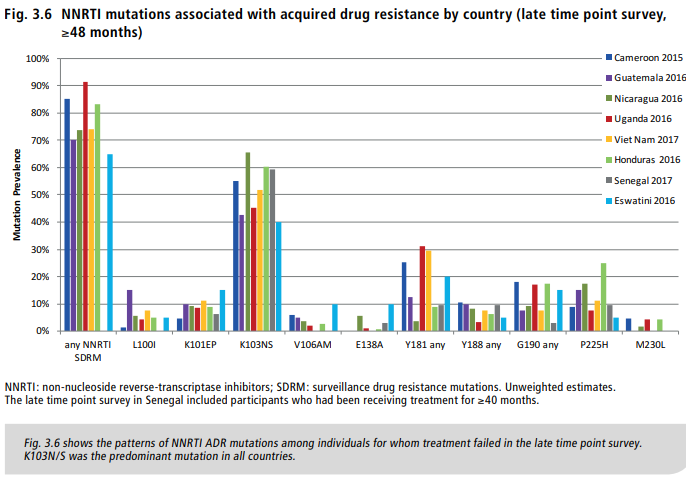 Fig. 3.6 NNRTI mutations associated with acquired drug resistance by country (late time point survey,
≥48 months)
100%
90%
80%
70%
60%
50%
40%
30%
20%
10%
0%
Mutation Prevalence
Cameroon 2015
Guatemala 2016
Nicaragua 2016
Uganda 2016
Viet Nam 2017
Honduras 2016
Senegal 2017
Eswatini 2016
any NNRTI
SDRM
L100I
K101EP
K103NS
V106AM
E138A
Y181 any
Y188 any
G190 any
P225H
M230L
NNRTI: non-nucleoside reverse-transcriptase inhibitors; SDRM: surveillance drug resistance mutations. Unweighted estimates.
The late time point survey in Senegal included participants who had been receiving treatment for ≥40 months.
Fig. 3.6 shows the patterns of NNRTI ADR mutations among individuals for whom treatment failed in the late time point survey.
K103N/S was the predominant mutation in all countries.